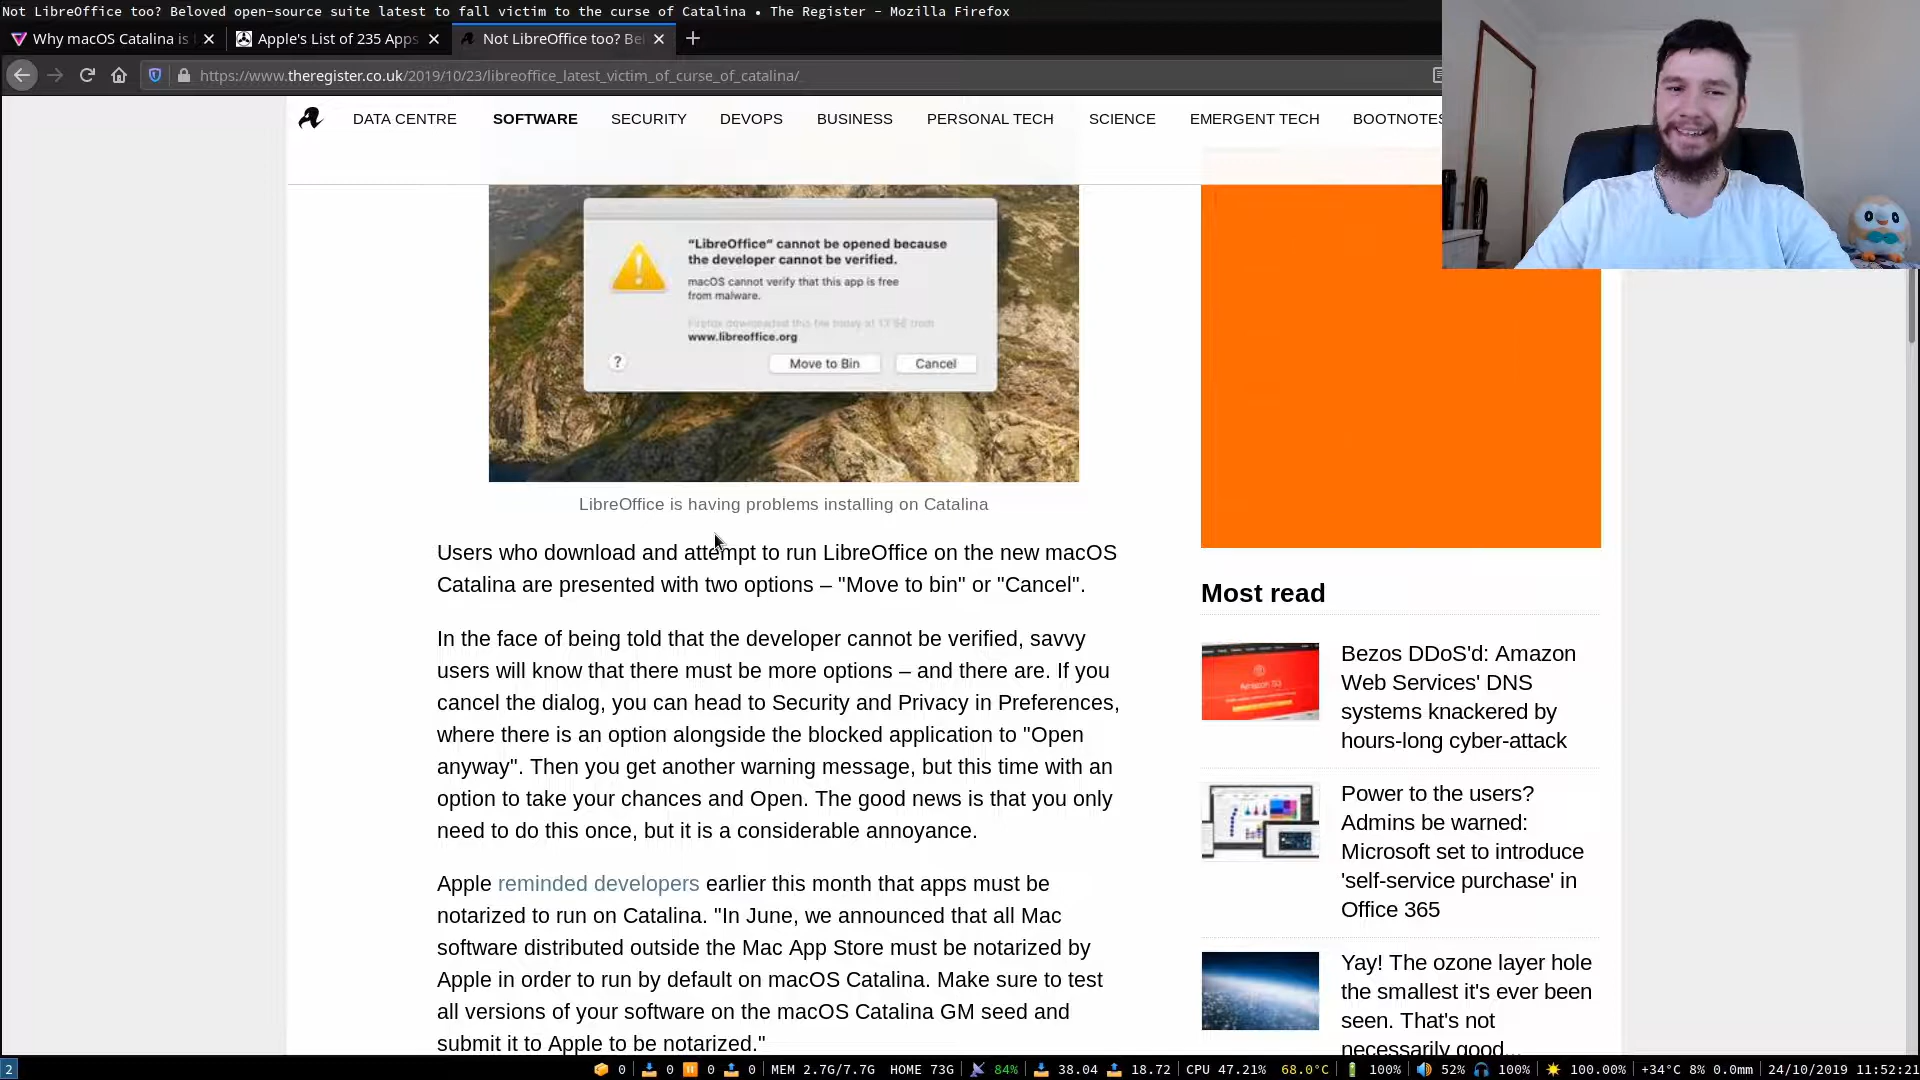 Not LibreOffice too? Beloved open-source suite latest to fall victim to the curse of Catalina • The Register - Mozilla Firefox
Why macOS Catalina is
Apple's List of 235 Apps
Not LibreOffice too? Be
https://www.theregister.co.uk/2019/10/23/libreoffice_latest_victim_of_curse_of_catalina/
DATA CENTRE SOFTWARE SECURITY DEVOPS BUSINESS PERSONAL TECH SCIENCE EMERGENT TECH BOOTNOTES
"LibreOffice" cannot be opened because
the developer cannot be verified.
macOS cannot verify that this app is free
from malware.
Firefox downloaded this file today at from
www.libreoffice.org
? Move to Bin Cancel
LibreOffice is having problems installing on Catalina
Users who download and attempt to run LibreOffice on the new macOS
Catalina are presented with two options – "Move to bin" or "Cancel".
In the face of being told that the developer cannot be verified, savvy
users will know that there must be more options – and there are. If you
cancel the dialog, you can head to Security and Privacy in Preferences,
where there is an option alongside the blocked application to "Open
anyway". Then you get another warning message, but this time with an
option to take your chances and Open. The good news is that you only
need to do this once, but it is a considerable annoyance.
Apple reminded developers earlier this month that apps must be
notarized to run on Catalina. "In June, we announced that all Mac
software distributed outside the Mac App Store must be notarized by
Apple in order to run by default on macOS Catalina. Make sure to test
all versions of your software on the macOS Catalina GM seed and
submit it to Apple to be notarized."
Most read
Bezos DDoS'd: Amazon
Web Services' DNS
systems knackered by
hours-long cyber-attack
Power to the users?
Admins be warned:
Microsoft set to introduce
'self-service purchase' in
Office 365
Yay! The ozone layer hole
the smallest it's ever been
seen. That's not
necessarily good...
2 0 0 0 0 MEM 2.7G/7.7G HOME 73G 84% 38.04 18.72 CPU 47.21% 68.0°C 100% 52% 100% 100.00% +34°C 8% 0.0mm 24/10/2019 11:52:21